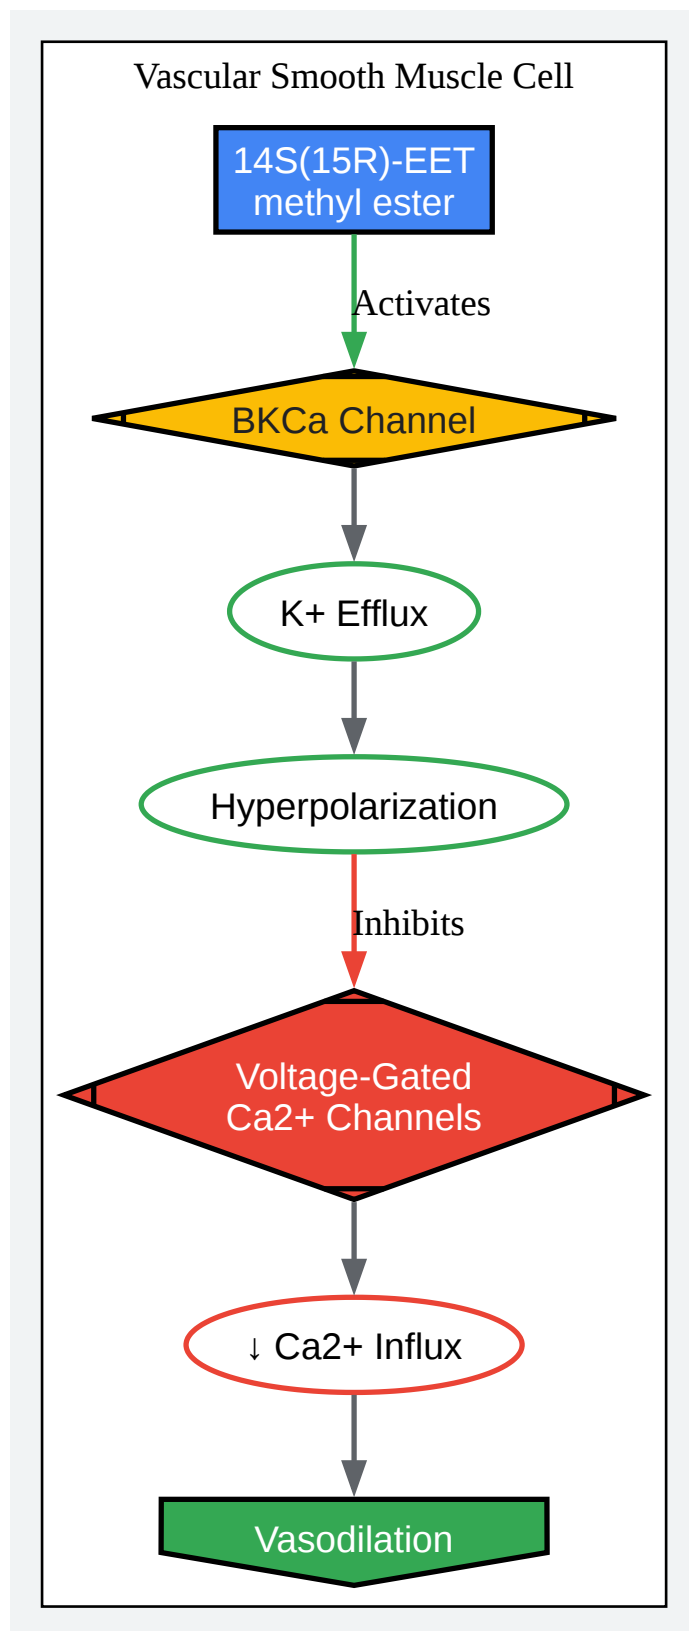 Vascular Smooth Muscle Cell
14S(15R)-EET
methyl ester
Activates
BKCa Channel
K+ Efflux
Hyperpolarization
Inhibits
Voltage-Gated
Ca2+ Channels
↓ Ca2+ Influx
Vasodilation